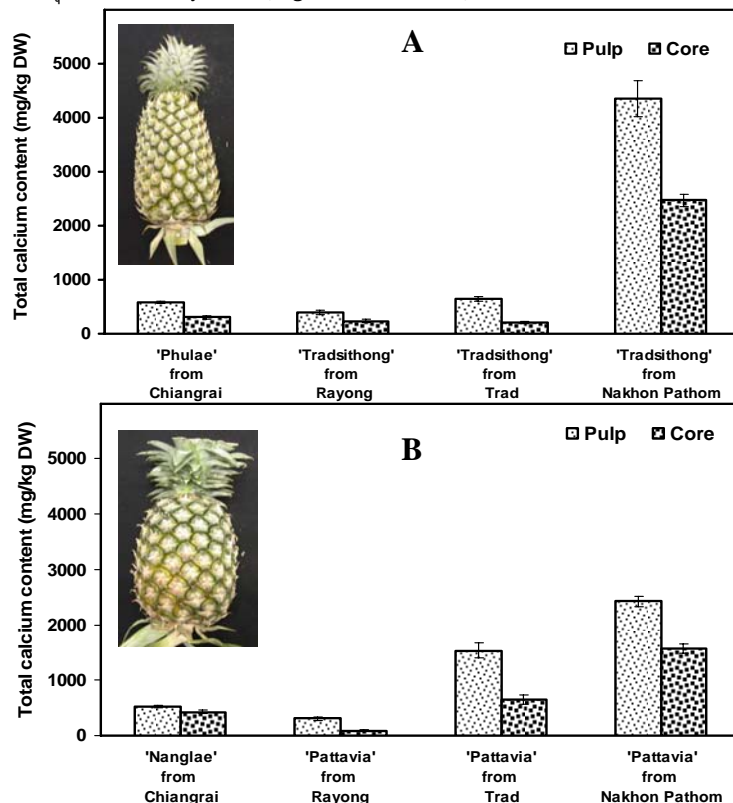 A
Pulp Core
Total calcium content (mg/kg DW)
5000
4000
3000
2000
1000
0
'Phulae' 'Tradsithong' 'Tradsithong' 'Tradsithong'
from from from from
Chiangrai Rayong Trad Nakhon Pathom
B
Pulp Core
Total calcium content (mg/kg DW)
5000
4000
3000
2000
1000
0
'Nanglae' 'Pattavia' 'Pattavia' 'Pattavia'
from from from from
Chiangrai Rayong Trad Nakhon Pathom